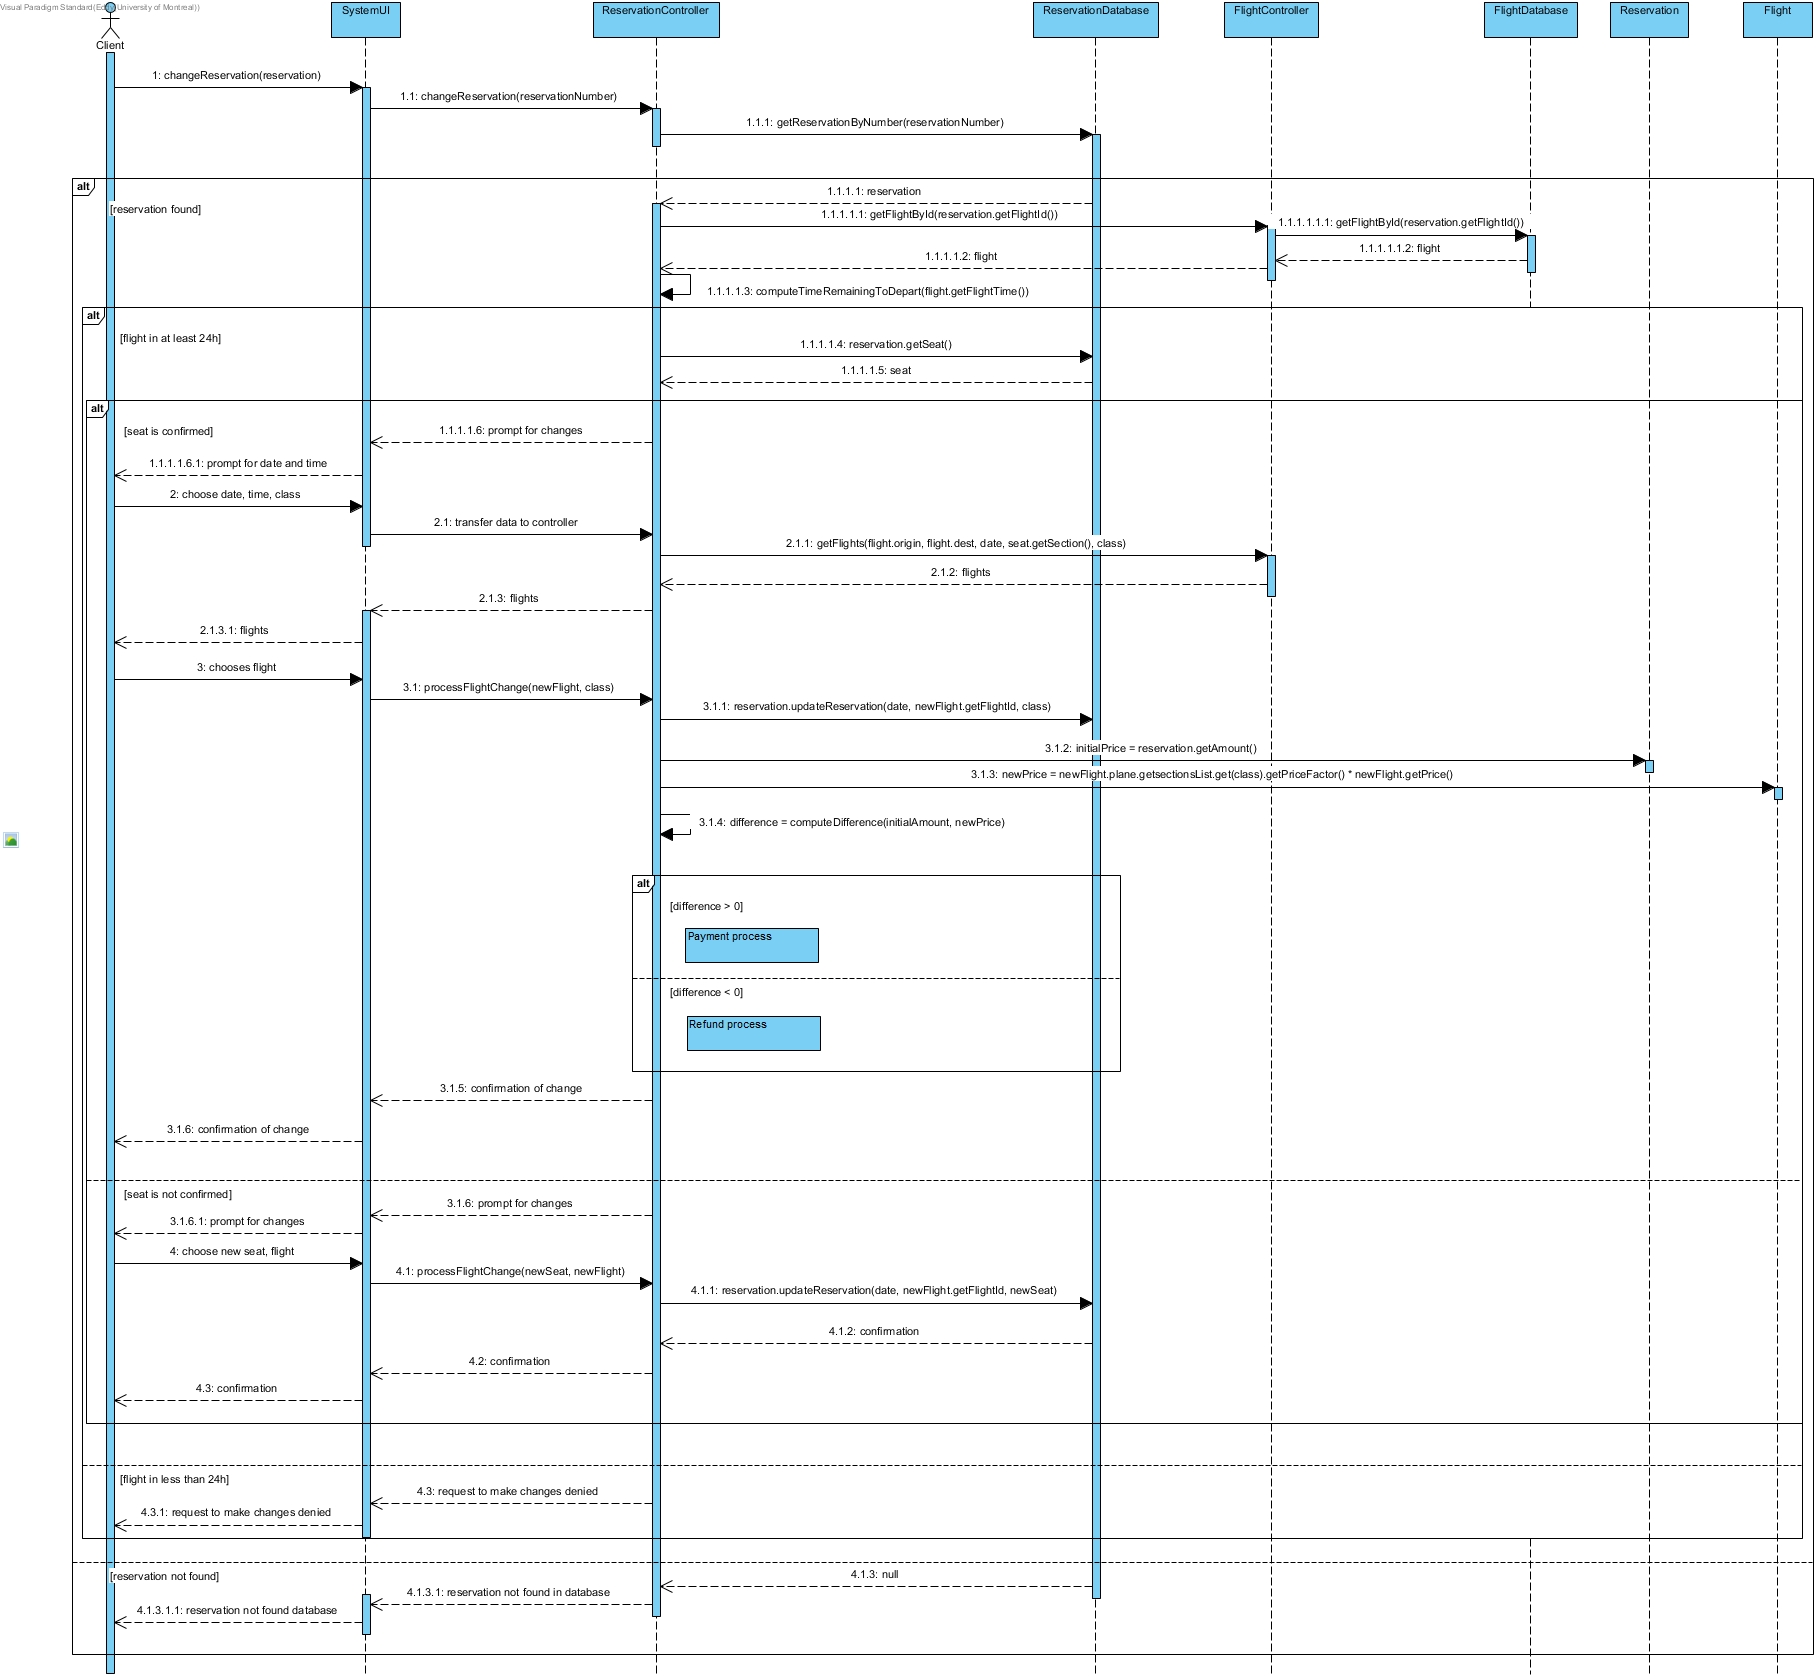 Visual Paradigm Standard(
University of Montreal))
Client
SystemUI
ReservationController
ReservationDatabase
FlightController
FlightDatabase
Reservation
Flight
1: changeReservation(reservation)
1.1: changeReservation(reservationNumber)
1.1.1: getReservationByNumber(reservationNumber)
alt
[reservation found]
1.1.1.1: reservation
1.1.1.1.1: getFlightById(reservation.getFlightId())
1.1.1.1.1.1: getFlightById(reservation.getFlightId())
1.1.1.1.1.2: flight
1.1.1.1.2: flight
1.1.1.1.3: computeTimeRemainingToDepart(flight.getFlightTime())
alt
[flight in at least 24h]
1.1.1.1.4: reservation.getSeat()
1.1.1.1.5: seat
alt
[seat is confirmed]
1.1.1.1.6: prompt for changes
1.1.1.1.6.1: prompt for date and time
2: choose date, time, class
2.1: transfer data to controller
2.1.1: getFlights(flight.origin, flight.dest, date, seat.getSection(), class)
2.1.2: flights
2.1.3: flights
2.1.3.1: flights
3: chooses flight
3.1: processFlightChange(newFlight, class)
3.1.1: reservation.updateReservation(date, newFlight.getFlightId, class)
3.1.2: initialPrice = reservation.getAmount()
3.1.3: newPrice = newFlight.plane.getsectionsList.get(class).getPriceFactor() * newFlight.getPrice()
3.1.4: difference = computeDifference(initialAmount, newPrice)
alt
[difference > 0]
Payment process
[difference < 0]
Refund process
3.1.5: confirmation of change
3.1.6: confirmation of change
[seat is not confirmed]
3.1.6: prompt for changes
3.1.6.1: prompt for changes
4: choose new seat, flight
4.1: processFlightChange(newSeat, newFlight)
4.1.1: reservation.updateReservation(date, newFlight.getFlightId, newSeat)
4.1.2: confirmation
4.2: confirmation
4.3: confirmation
[flight in less than 24h]
4.3: request to make changes denied
4.3.1: request to make changes denied
[reservation not found]
4.1.3: null
4.1.3.1: reservation not found in database
4.1.3.1.1: reservation not found database